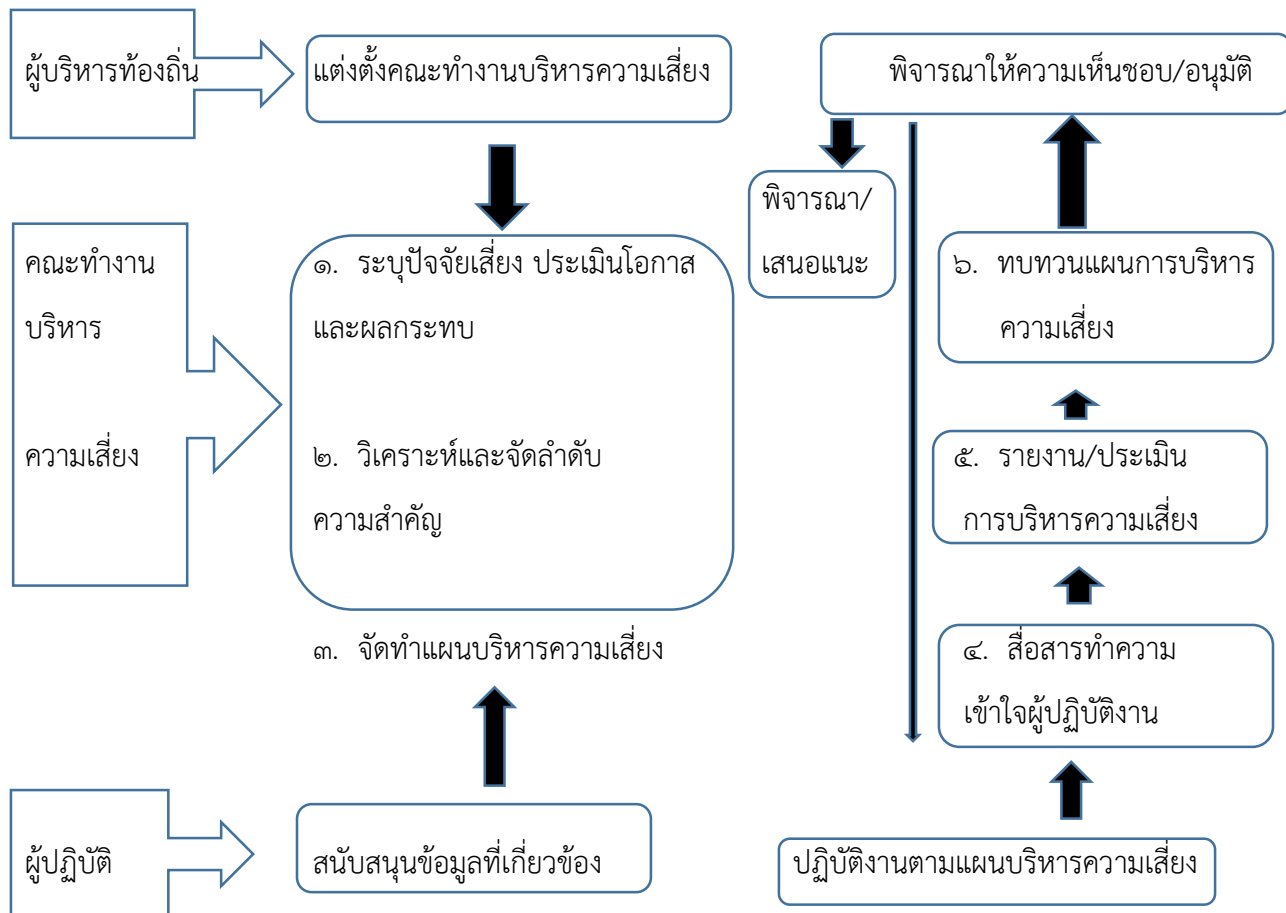 ผู้บริหารท้องถิ่น
แต่งตั้งคณะทำงานบริหารความเสี่ยง
พิจารณาให้ความเห็นชอบ/อนุมัติ
พิจารณา/
เสนอแนะ
คณะทำงาน
บริหาร
ความเสี่ยง
๑. ระบุปัจจัยเสี่ยง ประเมินโอกาส
และผลกระทบ
๒. วิเคราะห์และจัดลำดับ
ความสำคัญ
๓. จัดทำแผนบริหารความเสี่ยง
๖. ทบทวนแผนการบริหาร
ความเสี่ยง
๕. รายงาน/ประเมิน
การบริหารความเสี่ยง
๔. สื่อสารทำความ
เข้าใจผู้ปฏิบัติงาน
ผู้ปฏิบัติ
สนับสนุนข้อมูลที่เกี่ยวข้อง
ปฏิบัติงานตามแผนบริหารความเสี่ยง